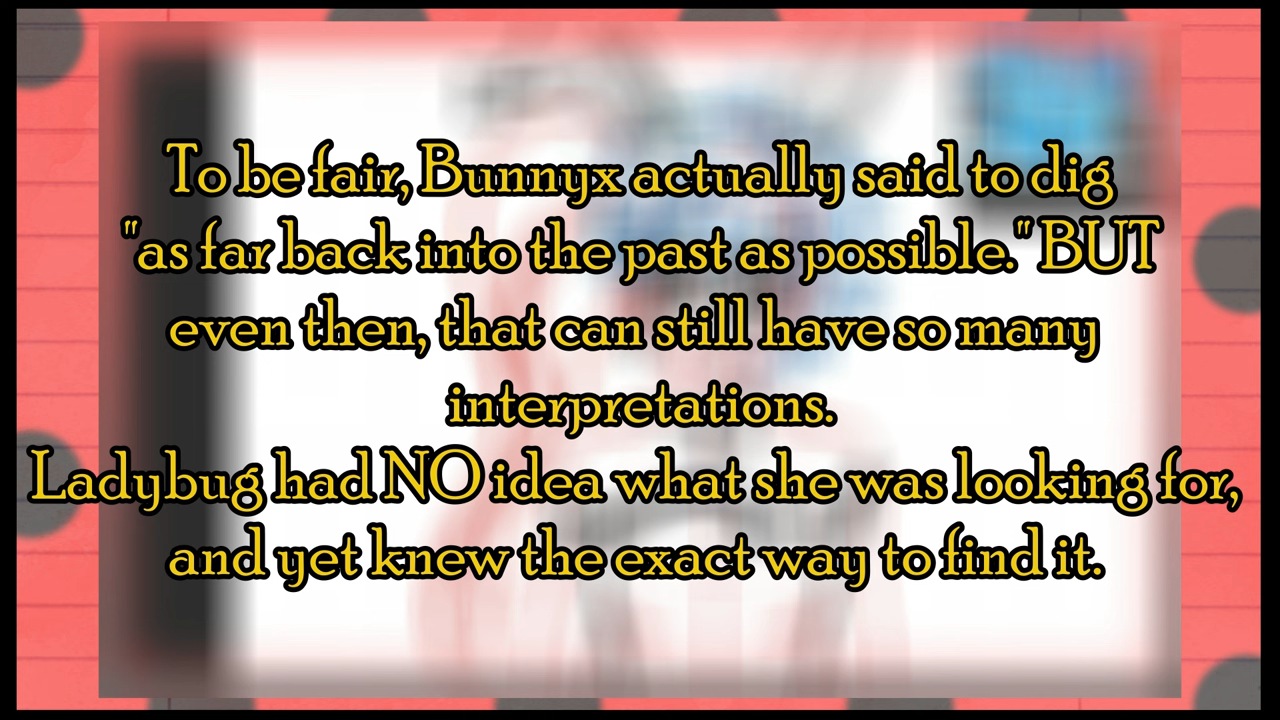 To be fair, Bunnyx actually said to dig
"as far back into the past as possible." BUT
even then, that can still have so many
interpretations.
Ladybug had NO idea what she was looking for,
and yet knew the exact way to find it.